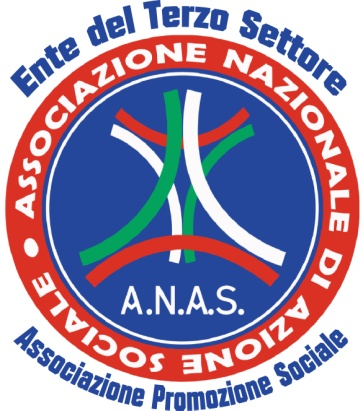 Ente del Terzo Settore
ASSOCIAZIONE NAZIONALE DI AZIONE SOCIALE •
A.N.A.S.
Associazione Promozione Sociale